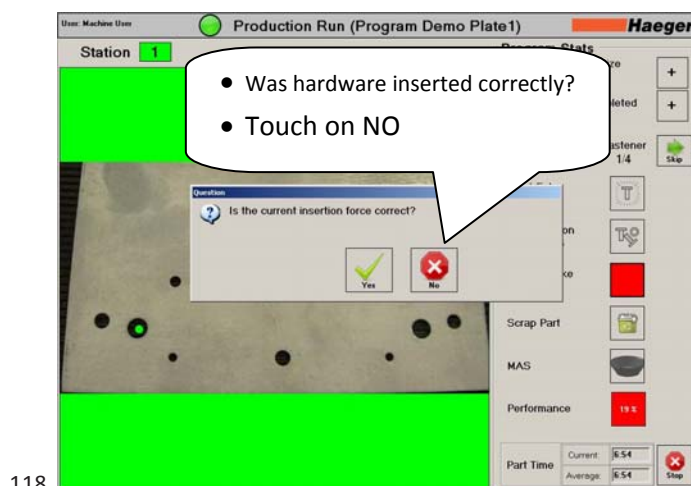 User: Machine User
Production Run (Program Demo Plate1)
Haeger
Station 1
Program Stats
• Was hardware inserted correctly?
• Touch on NO
+
+
1/4
Skip
Question
Is the current insertion force correct?
Yes
No
Scrap Part
MAS
Performance
19 %
Part Time
Current: 6:54
Average: 6:54
Stop
118